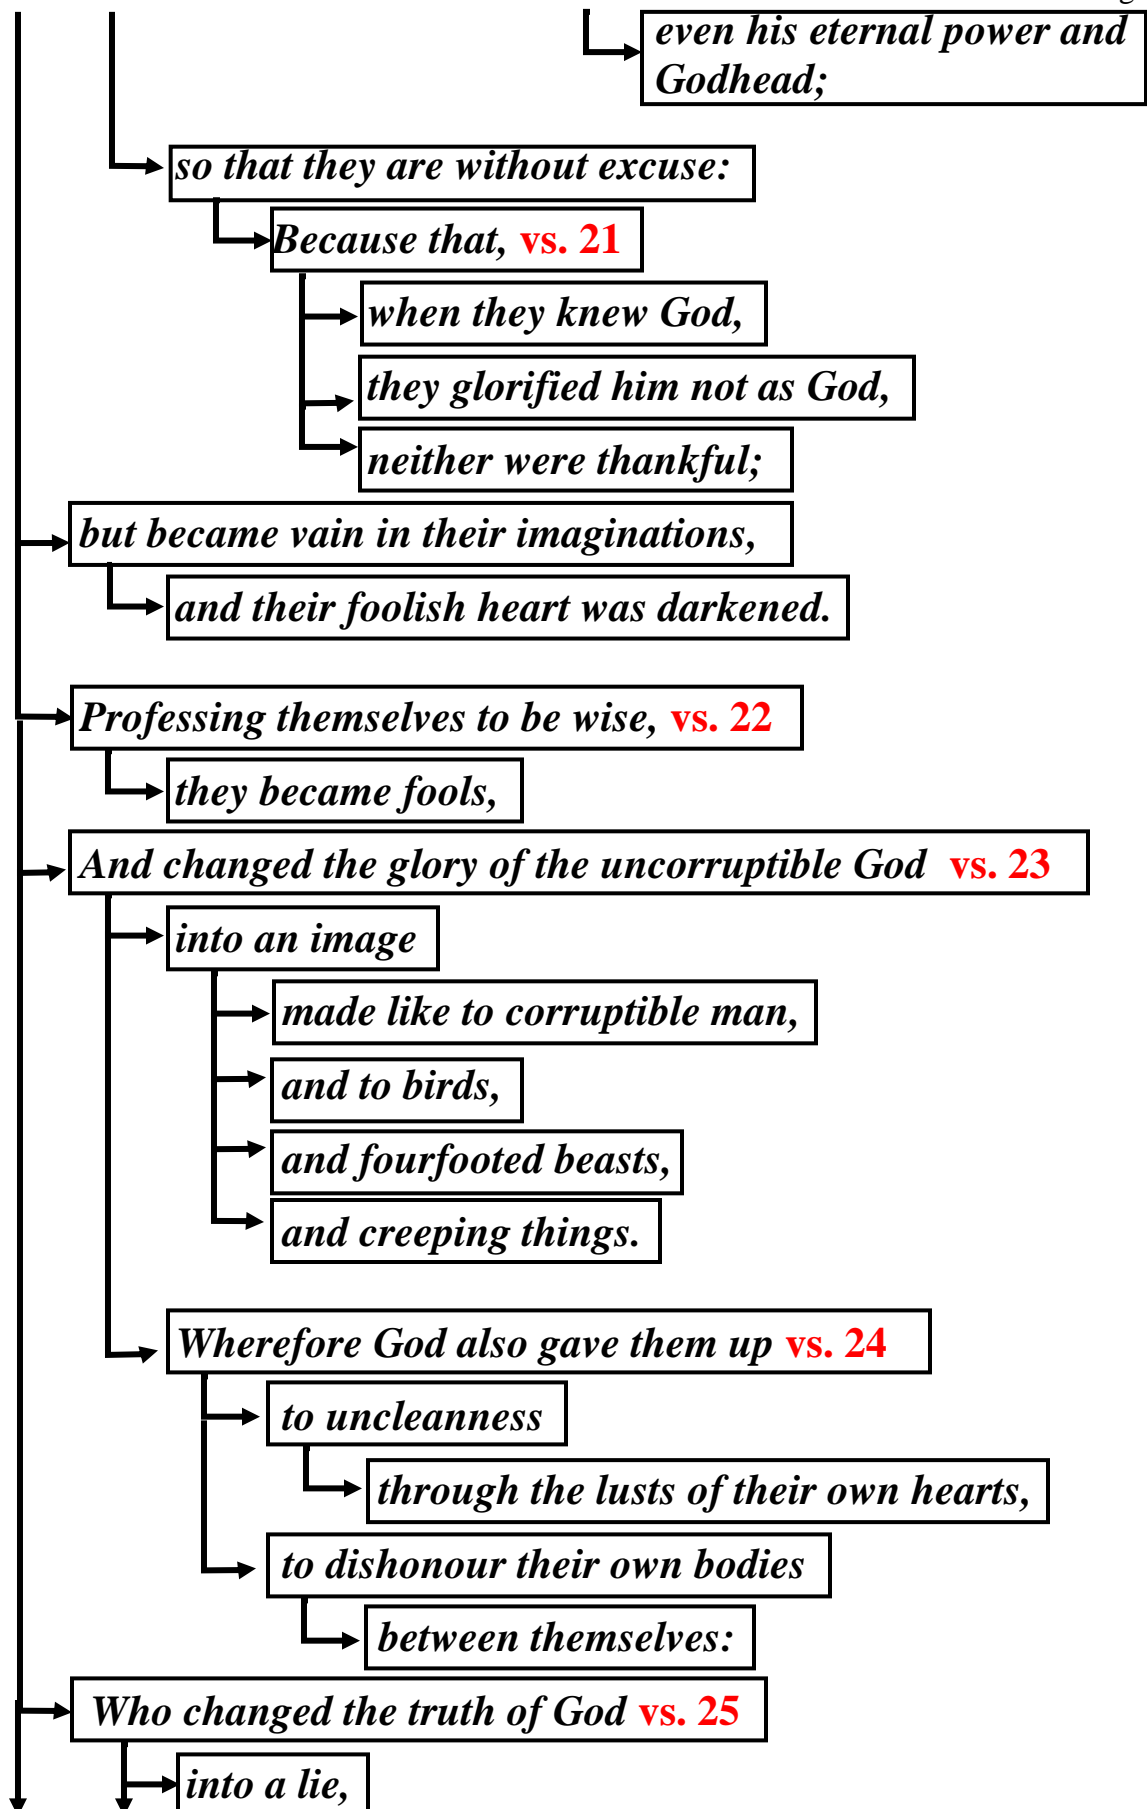 even his eternal power and
Godhead;
so that they are without excuse:
Because that, vs. 21
when they knew God,
they glorified him not as God,
neither were thankful;
but became vain in their imaginations,
and their foolish heart was darkened.
Professing themselves to be wise, vs. 22
they became fools,
And changed the glory of the uncorruptible God vs. 23
into an image
made like to corruptible man,
and to birds,
and fourfooted beasts,
and creeping things.
Wherefore God also gave them up vs. 24
to uncleanness
through the lusts of their own hearts,
to dishonour their own bodies
between themselves:
Who changed the truth of God vs. 25
into a lie,